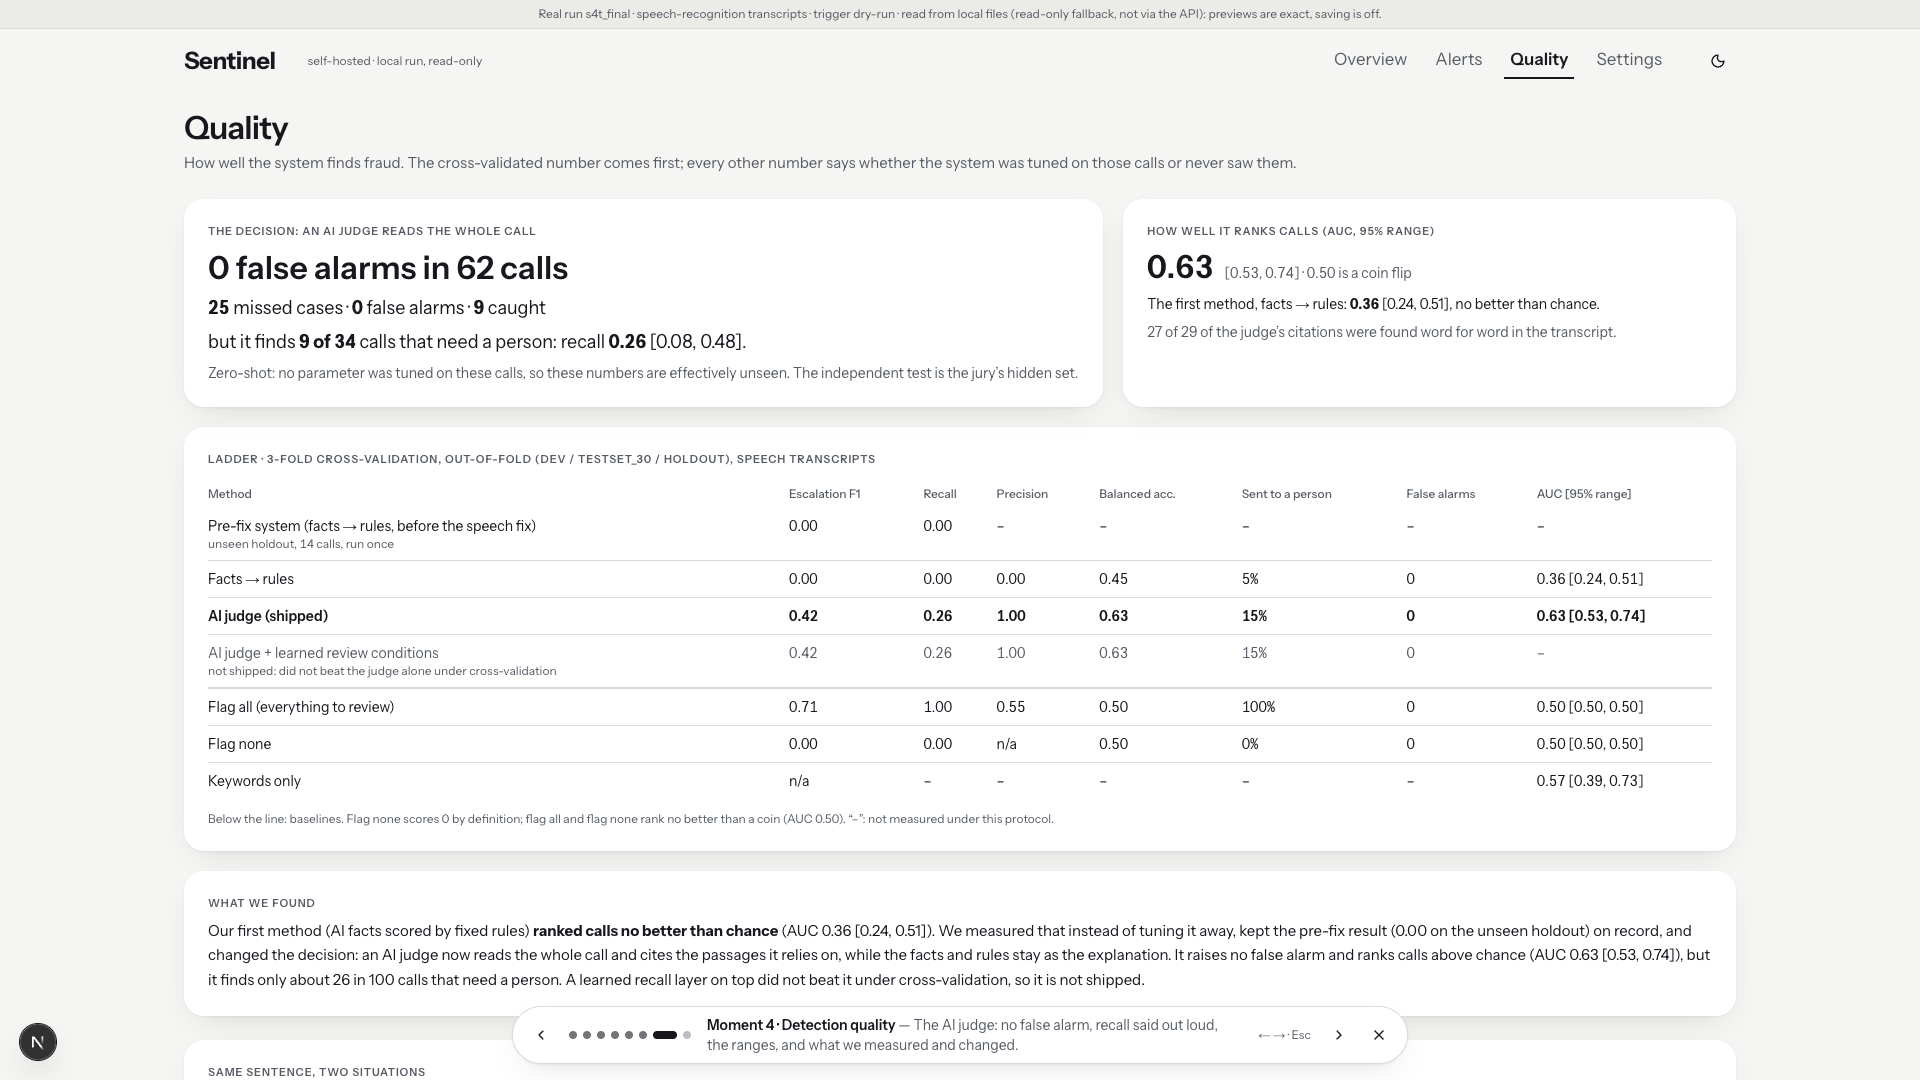 Real run s4t_final · speech-recognition transcripts · trigger dry-run · read from local files (read-only fallback, not via the API): previews are exact, saving is off.
Sentinel self-hosted · local run, read-only Overview Alerts Quality Settings
Quality
How well the system finds fraud. The cross-validated number comes first; every other number says whether the system was tuned on those calls or never saw them.
THE DECISION: AN AI JUDGE READS THE WHOLE CALL
0 false alarms in 62 calls
25 missed cases · 0 false alarms · 9 caught
but it finds 9 of 34 calls that need a person: recall 0.26 [0.08, 0.48].
Zero-shot: no parameter was tuned on these calls, so these numbers are effectively unseen. The independent test is the jury's hidden set.
HOW WELL IT RANKS CALLS (AUC, 95% RANGE)
0.63 [0.53, 0.74] · 0.50 is a coin flip
The first method, facts → rules: 0.36 [0.24, 0.51], no better than chance.
27 of 29 of the judge's citations were found word for word in the transcript.
LADDER · 3-FOLD CROSS-VALIDATION, OUT-OF-FOLD (DEV / TESTSET_30 / HOLDOUT), SPEECH TRANSCRIPTS
Method Escalation F1 Recall Precision Balanced acc. Sent to a person False alarms AUC [95% range]
Pre-fix system (facts → rules, before the speech fix) 0.00 0.00 – – – – –
unseen holdout, 14 calls, run once
Facts → rules 0.00 0.00 0.00 0.45 5% 0 0.36 [0.24, 0.51]
AI judge (shipped) 0.42 0.26 1.00 0.63 15% 0 0.63 [0.53, 0.74]
AI judge + learned review conditions 0.42 0.26 1.00 0.63 15% 0 –
not shipped: did not beat the judge alone under cross-validation
Flag all (everything to review) 0.71 1.00 0.55 0.50 100% 0 0.50 [0.50, 0.50]
Flag none 0.00 0.00 n/a 0.50 0% 0 0.50 [0.50, 0.50]
Keywords only n/a – – – – – 0.57 [0.39, 0.73]
Below the line: baselines. Flag none scores 0 by definition; flag all and flag none rank no better than a coin (AUC 0.50). “–”: not measured under this protocol.
WHAT WE FOUND
Our first method (AI facts scored by fixed rules) ranked calls no better than chance (AUC 0.36 [0.24, 0.51]). We measured that instead of tuning it away, kept the pre-fix result (0.00 on the unseen holdout) on record, and
changed the decision: an AI judge now reads the whole call and cites the passages it relies on, while the facts and rules stay as the explanation. It raises no false alarm and ranks calls above chance (AUC 0.63 [0.53, 0.74]), but
it finds only about 26 in 100 calls that need a person. A learned recall layer on top did not beat it under cross-validation, so it is not shipped.
Moment 4 · Detection quality — The AI judge: no false alarm, recall said out loud,
the ranges, and what we measured and changed.
← → · Esc
N
SAME SENTENCE, TWO SITUATIONS